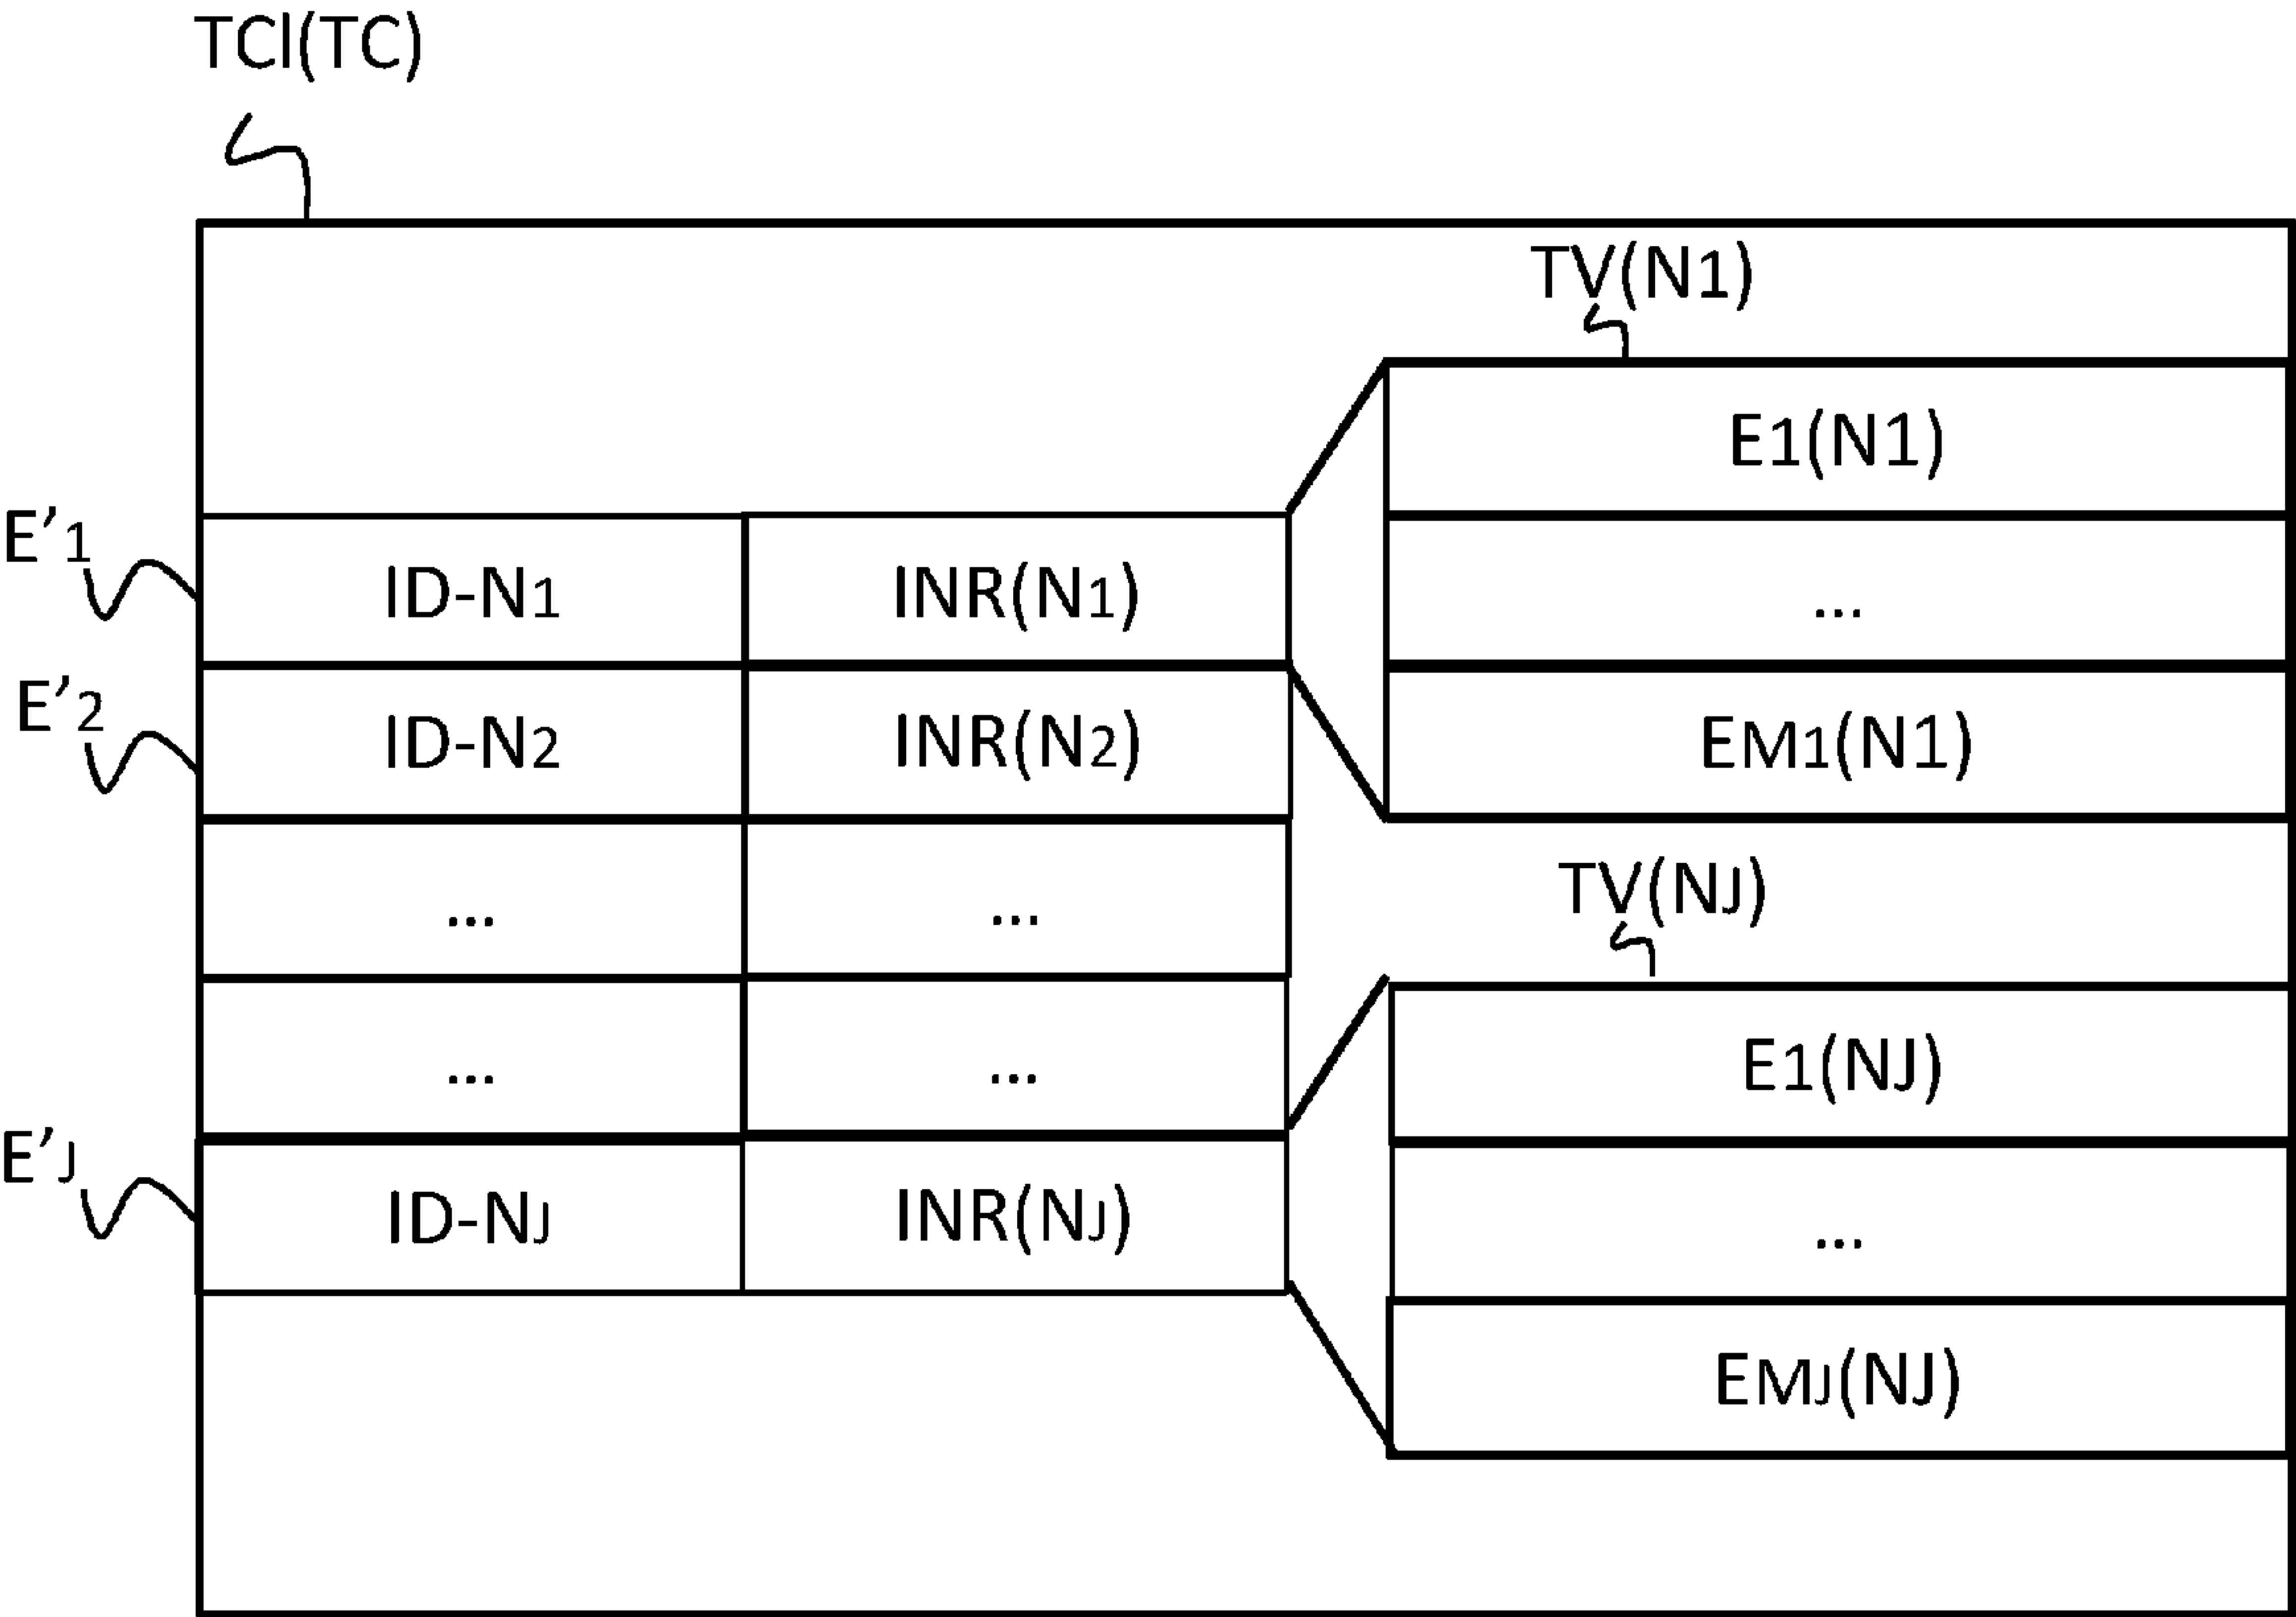 TCl(TC)
TV(N1)
E1(N1)
E'1
ID-N1 INR(N1)
...
E'2
ID-N2 INR(N2)
EM1(N1)
... ...
TV(NJ)
... ...
E1(NJ)
E'J
ID-NJ INR(NJ)
...
EMJ(NJ)